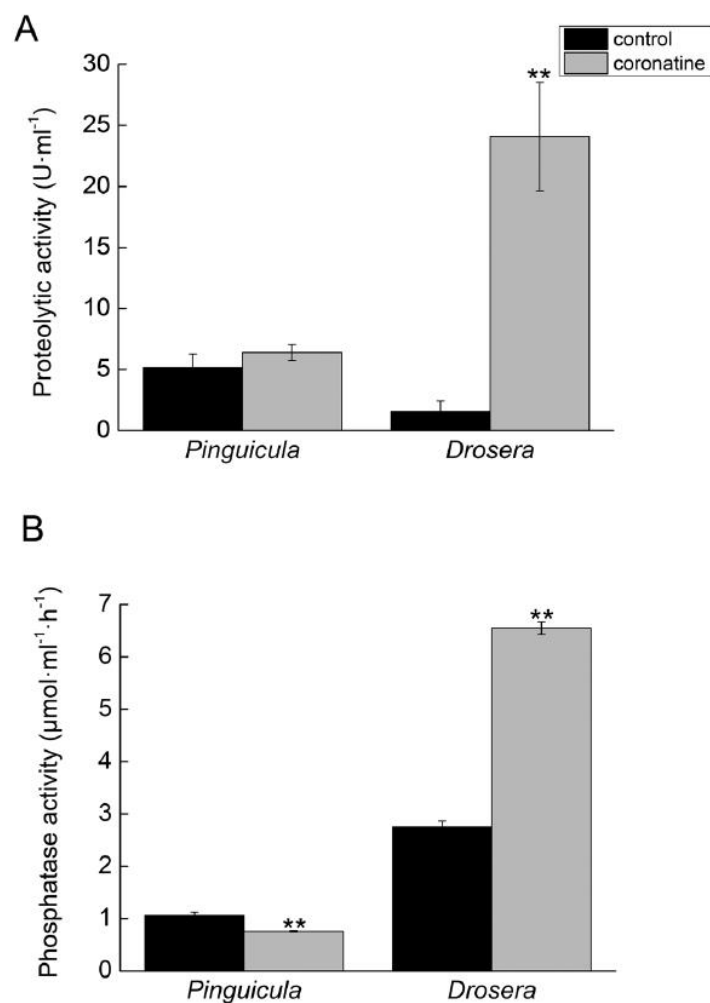 A
control
coronatine
Proteolytic activity (U·ml⁻¹)
30
25
20
15
10
5
0
**
Pinguicula
Drosera
B
Phosphatase activity (µmol·ml⁻¹·h⁻¹)
7
6
5
4
3
2
1
0
**
**
Pinguicula
Drosera